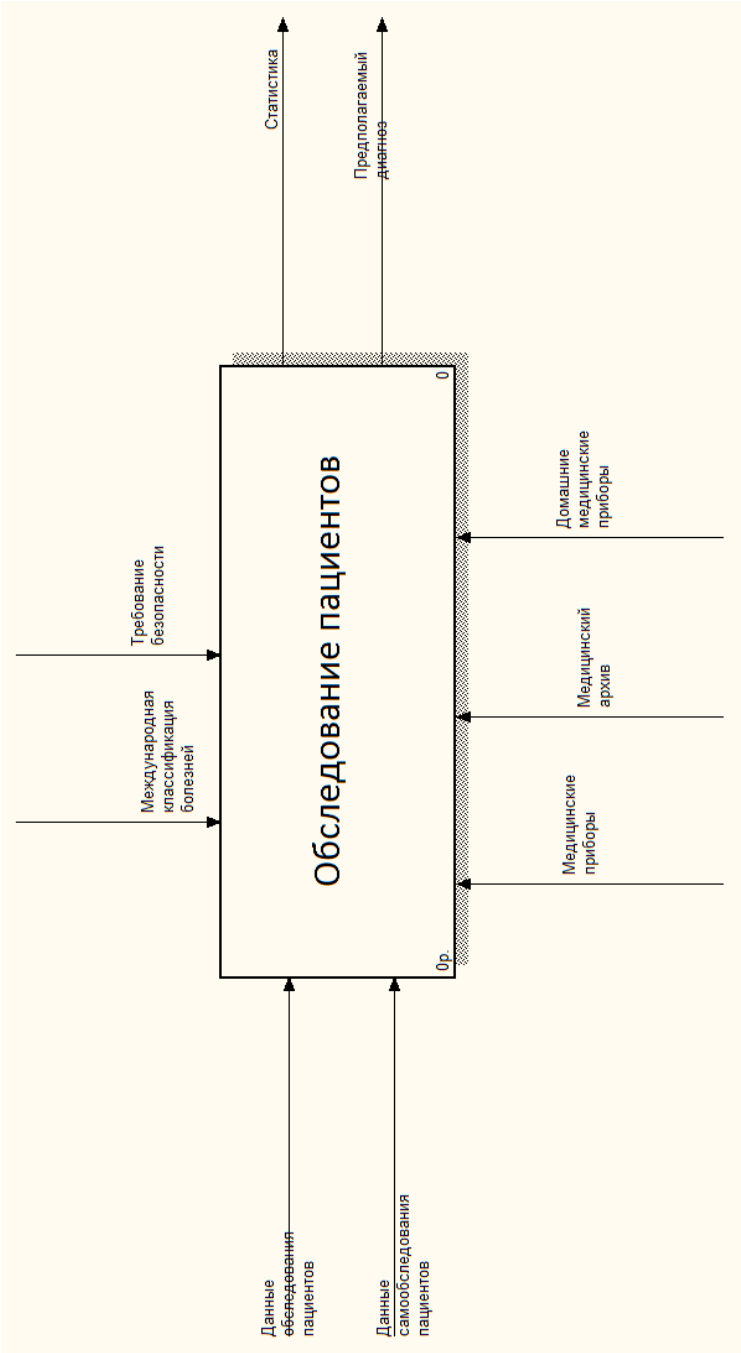 Данные
обследования
пациентов
Данные
самообследования
пациентов
Международная
классификация
болезней
Требование
безопасности
Обследование пациентов
0р.
0
Медицинские
приборы
Медицинский
архив
Домашние
медицинские
приборы
Статистика
Предполагаемый
диагноз